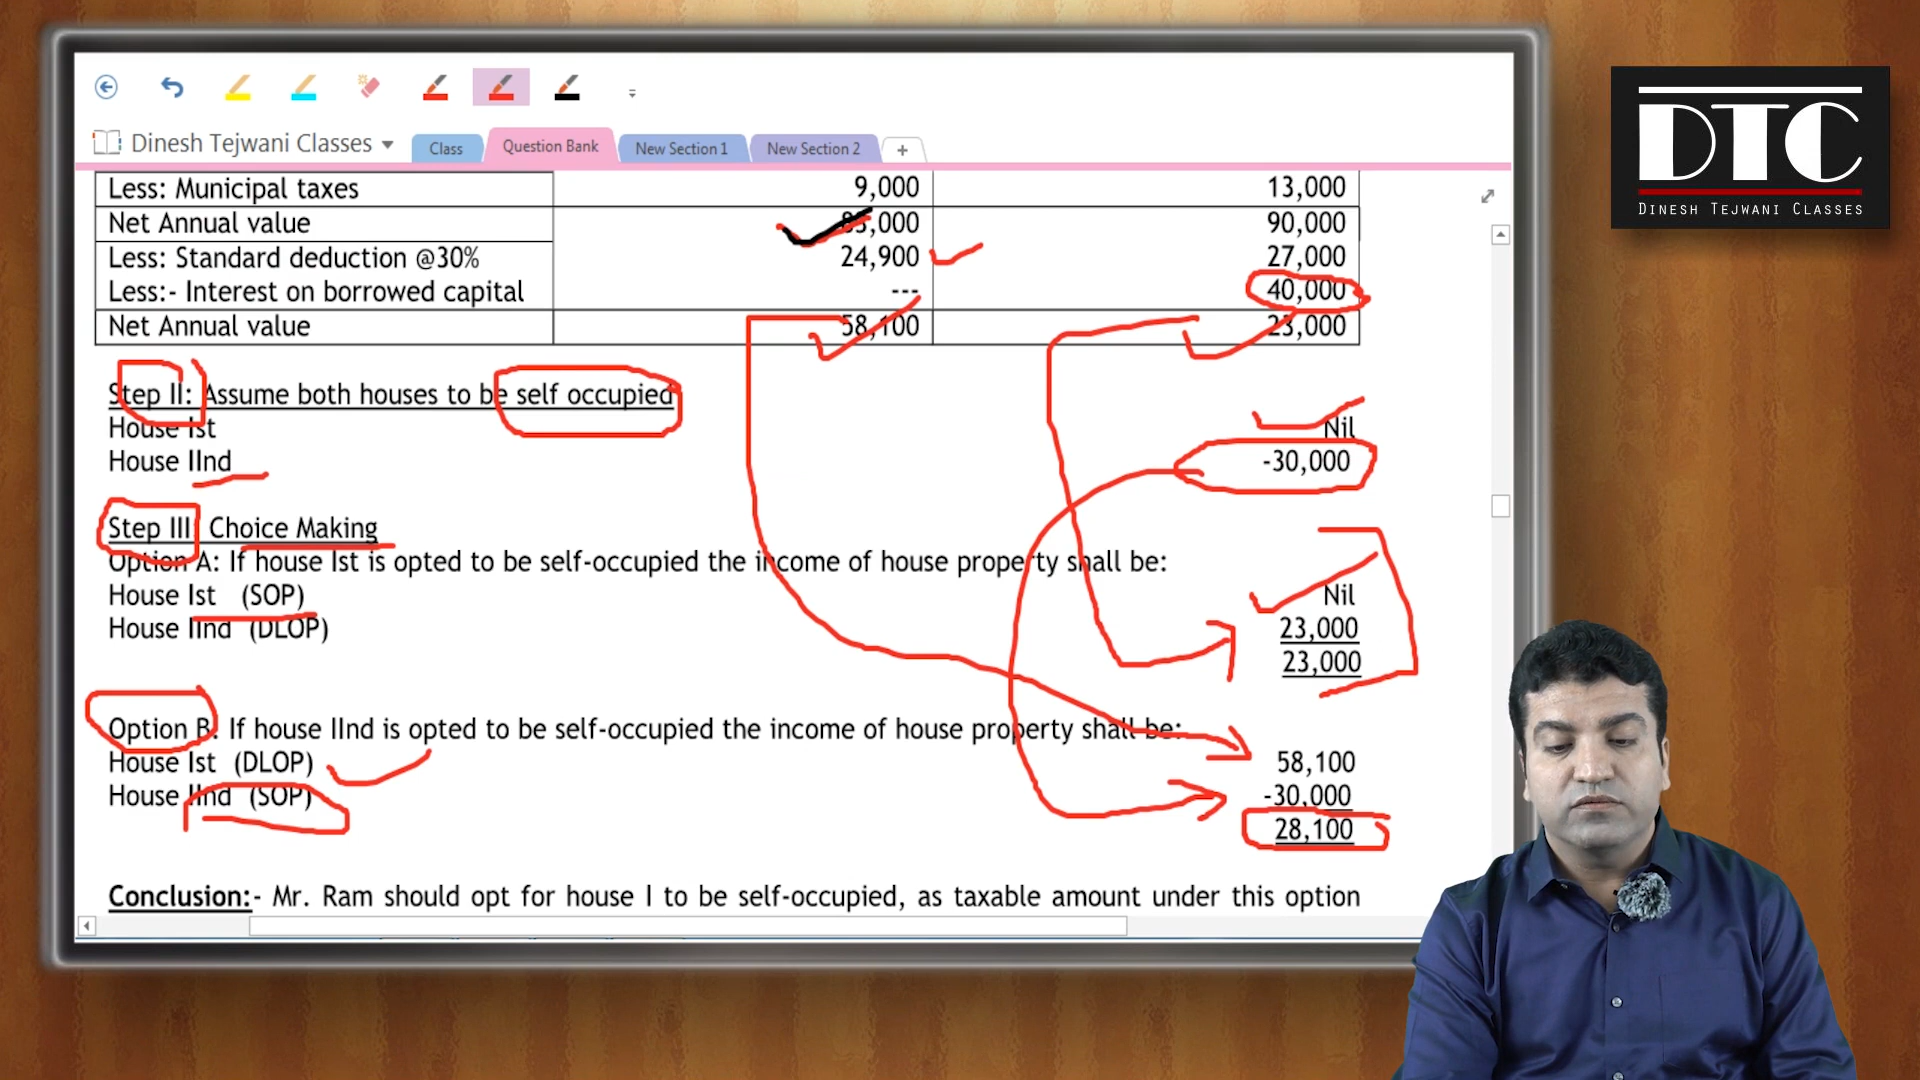 Dinesh Tejwani Classes
Class
Question Bank
New Section 1
New Section 2
DTC
DINESH TEJWANI CLASSES
Less: Municipal taxes 9,000 13,000
Net Annual value 83,000 90,000
Less: Standard deduction @30% 24,900 27,000
Less:- Interest on borrowed capital --- 40,000
Net Annual value 58,100 23,000
Step II: Assume both houses to be self occupied
House Ist Nil
House IInd -30,000
Step III: Choice Making
Option A: If house Ist is opted to be self-occupied the income of house property shall be:
House Ist (SOP) Nil
House IInd (DLOP) 23,000
23,000
Option B: If house IInd is opted to be self-occupied the income of house property shall be:
House Ist (DLOP) 58,100
House IInd (SOP) -30,000
28,100
Conclusion:- Mr. Ram should opt for house I to be self-occupied, as taxable amount under this option